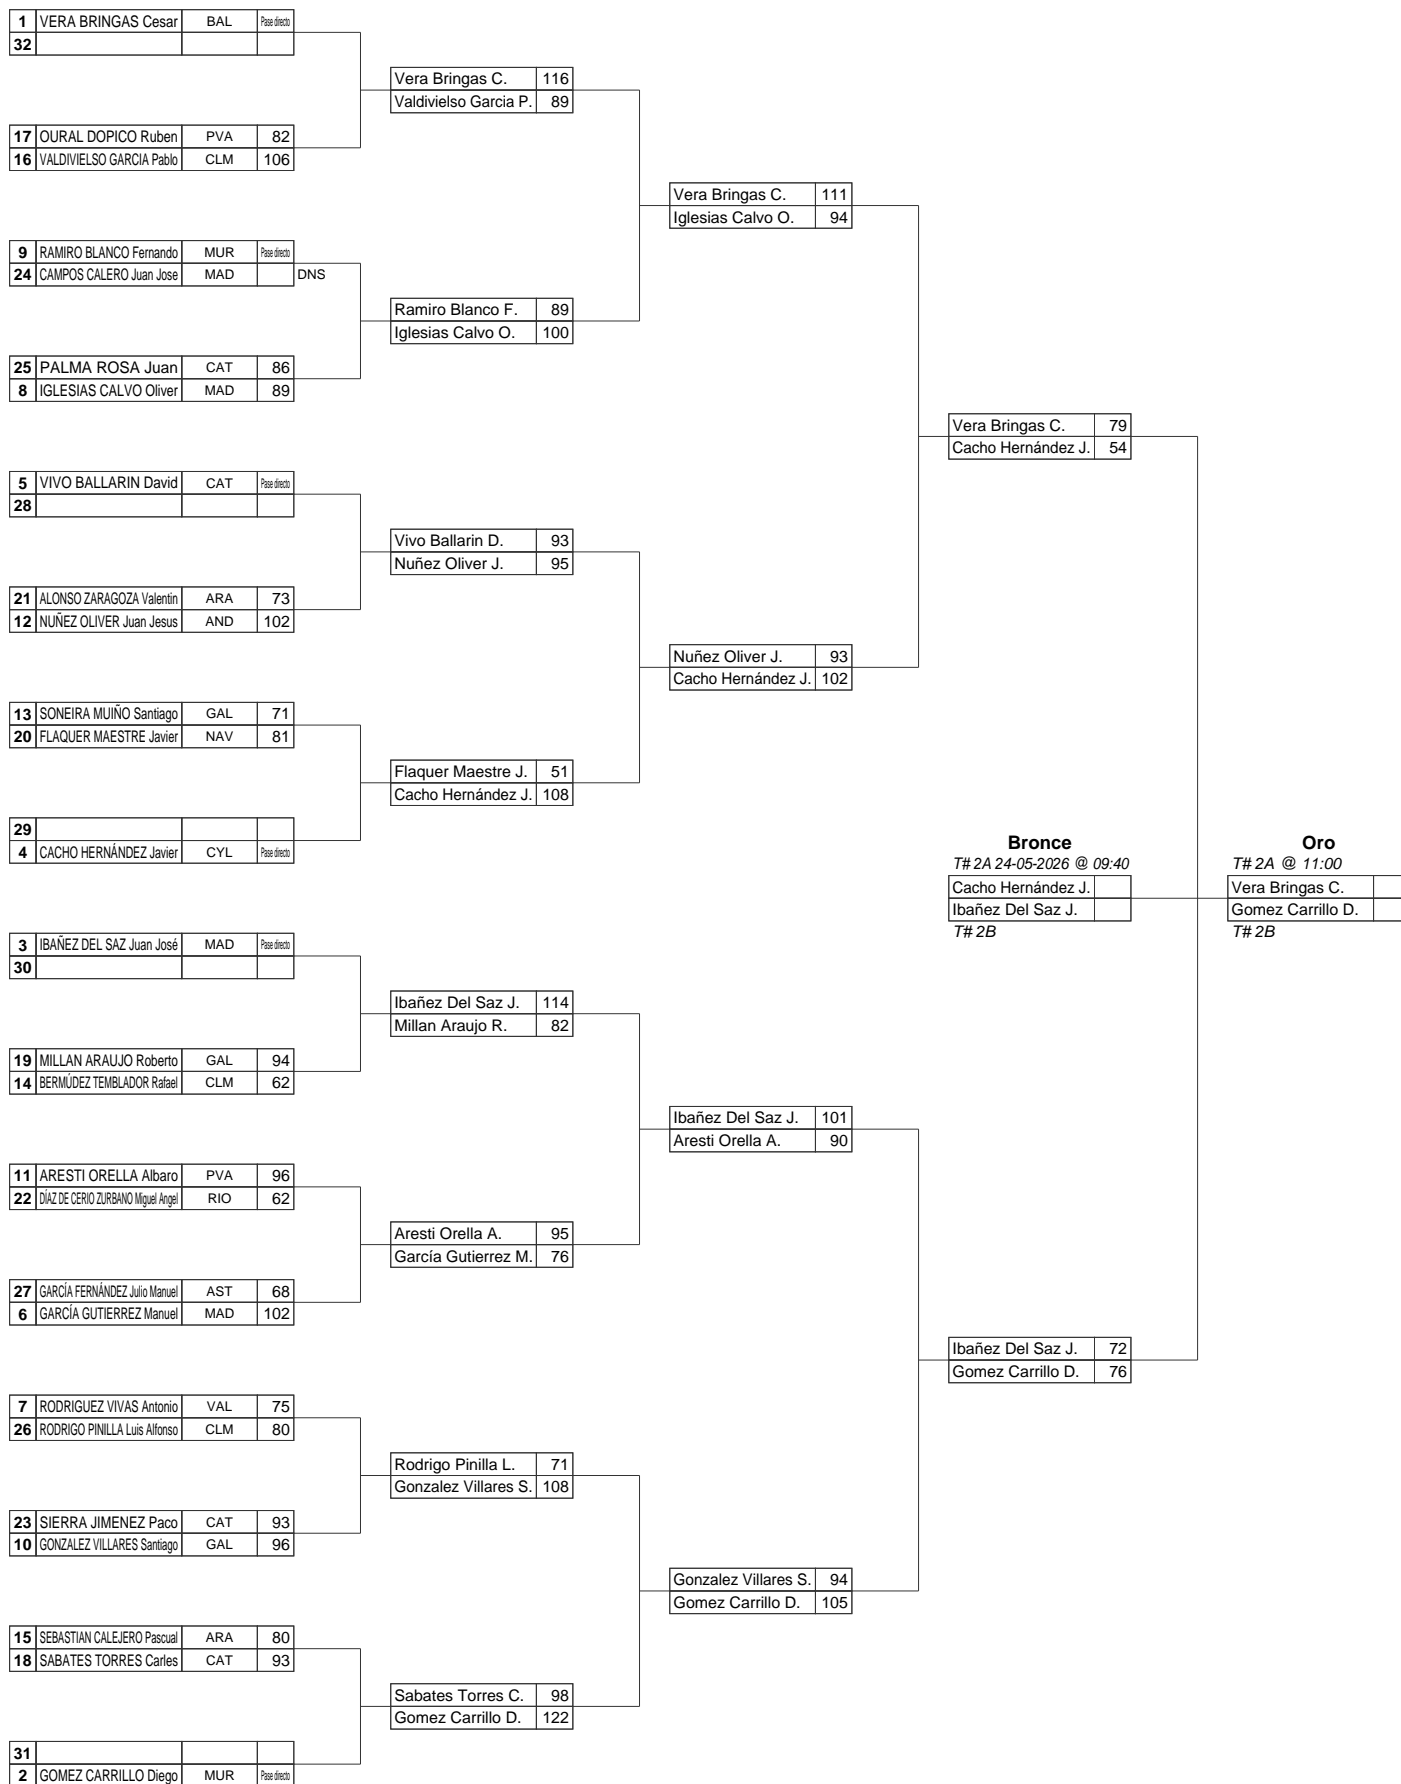 1 VERA BRINGAS Cesar BAL Pase directo
32
17 OURAL DOPICO Ruben PVA 82
16 VALDIVIELSO GARCIA Pablo CLM 106
9 RAMIRO BLANCO Fernando MUR Pase directo
24 CAMPOS CALERO Juan Jose MAD DNS
25 PALMA ROSA Juan CAT 86
8 IGLESIAS CALVO Oliver MAD 89
5 VIVO BALLARIN David CAT Pase directo
28
21 ALONSO ZARAGOZA Valentin ARA 73
12 NUÑEZ OLIVER Juan Jesus AND 102
13 SONEIRA MUIÑO Santiago GAL 71
20 FLAQUER MAESTRE Javier NAV 81
29
4 CACHO HERNÁNDEZ Javier CYL Pase directo
3 IBAÑEZ DEL SAZ Juan José MAD Pase directo
30
19 MILLAN ARAUJO Roberto GAL 94
14 BERMÚDEZ TEMBLADOR Rafael CLM 62
11 ARESTI ORELLA Albaro PVA 96
22 DÍAZ DE CERIO ZURBANO Miguel Angel RIO 62
27 GARCÍA FERNÁNDEZ Julio Manuel AST 68
6 GARCÍA GUTIERREZ Manuel MAD 102
7 RODRIGUEZ VIVAS Antonio VAL 75
26 RODRIGO PINILLA Luis Alfonso CLM 80
23 SIERRA JIMENEZ Paco CAT 93
10 GONZALEZ VILLARES Santiago GAL 96
15 SEBASTIAN CALEJERO Pascual ARA 80
18 SABATES TORRES Carles CAT 93
31
2 GOMEZ CARRILLO Diego MUR Pase directo
Vera Bringas C. 116
Valdivielso Garcia P. 89
Ramiro Blanco F. 89
Iglesias Calvo O. 100
Vivo Ballarin D. 93
Nuñez Oliver J. 95
Flaquer Maestre J. 51
Cacho Hernández J. 108
Ibañez Del Saz J. 114
Millan Araujo R. 82
Aresti Orella A. 95
García Gutierrez M. 76
Rodrigo Pinilla L. 71
Gonzalez Villares S. 108
Sabates Torres C. 98
Gomez Carrillo D. 122
Vera Bringas C. 111
Iglesias Calvo O. 94
Nuñez Oliver J. 93
Cacho Hernández J. 102
Ibañez Del Saz J. 101
Aresti Orella A. 90
Gonzalez Villares S. 94
Gomez Carrillo D. 105
Vera Bringas C. 79
Cacho Hernández J. 54
Ibañez Del Saz J. 72
Gomez Carrillo D. 76
Bronce
T# 2A 24-05-2026 @ 09:40
Cacho Hernández J.
Ibañez Del Saz J.
T# 2B
Oro
T# 2A @ 11:00
Vera Bringas C.
Gomez Carrillo D.
T# 2B